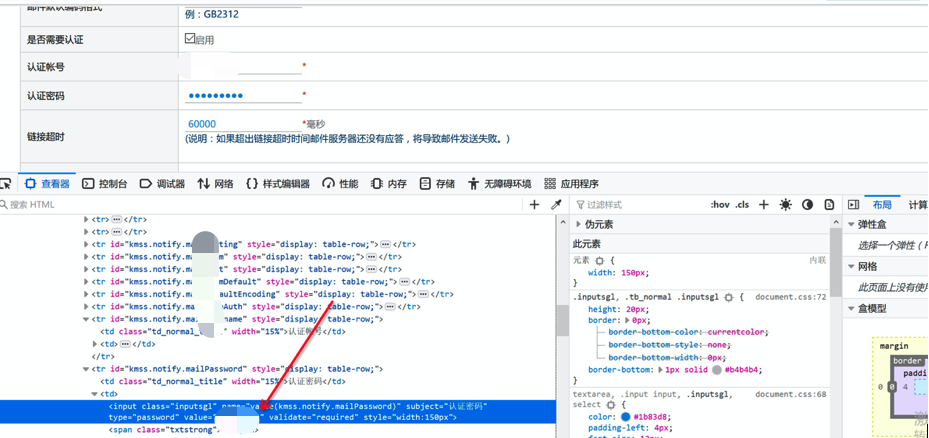 邮件默认编码格式
例：GB2312
是否需要认证
启用
认证帐号
*
认证密码
●●●●●●●●●
*
链接超时
60000
*毫秒
(说明：如果超出链接超时时间邮件服务器还没有应答，将导致邮件发送失败。)
查看器 控制台 调试器 网络 {} 样式编辑器 性能 内存 存储 无障碍环境 应用程序
搜索 HTML
<tr> </tr>
<tr> </tr>
<tr id="kmss.notify.ma ting" style="display: table-row;"> </tr>
<tr id="kmss.notify.ma m" style="display: table-row;"> </tr>
<tr id="kmss.notify.ma t" style="display: table-row;"> </tr>
<tr id="kmss.notify.ma mDefault" style="display: table-row;"> </tr>
<tr id="kmss.notify.ma aultEncoding" style="display: table-row;"> </tr>
<tr id="kmss.notify.ma Auth" style="display: table-row;"> </tr>
<tr id="kmss.notify.ma name" style="display: table-row;">
<td class="td_normal_ " width="15%">认证帐号</td>
<td> </td>
</tr>
<tr id="kmss.notify.mailPassword" style="display: table-row;">
<td class="td_normal_title" width="15%">认证密码</td>
<td>
<input class="inputsgl" name="value(kmss.notify.mailPassword)" subject="认证密码"
type="password" value= " validate="required" style="width:150px">
<span class="txtstrong"
过滤样式 :hov .cls +
伪元素
此元素
元素 { 内联
width: 150px;
}
.inputsgl, .tb_normal .inputsgl { document.css:72
height: 20px;
border: 0px;
border-bottom-color: currentcolor;
border-bottom-style: none;
border-bottom-width: 0px;
border-bottom: 1px solid #b4b4b4;
}
textarea, .input input, .inputsgl, document.css:68
select {
color: #1b83d8;
padding-left: 4px;
布局 计算
弹性盒
选择一个弹性（F
网格
此页面上没有使
盒模型
margin
border
paddi
0 0 4